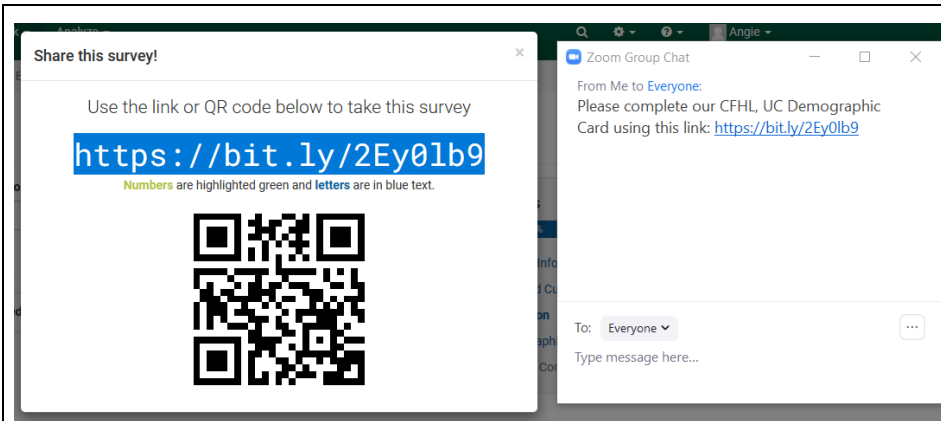 Analyze
Angie
Share this survey!
×
Use the link or QR code below to take this survey
https://bit.ly/2Ey0lb9
Numbers are highlighted green and letters are in blue text.
Zoom Group Chat
From Me to Everyone:
Please complete our CFHL, UC Demographic
Card using this link: https://bit.ly/2Ey0lb9
To: Everyone
Type message here...